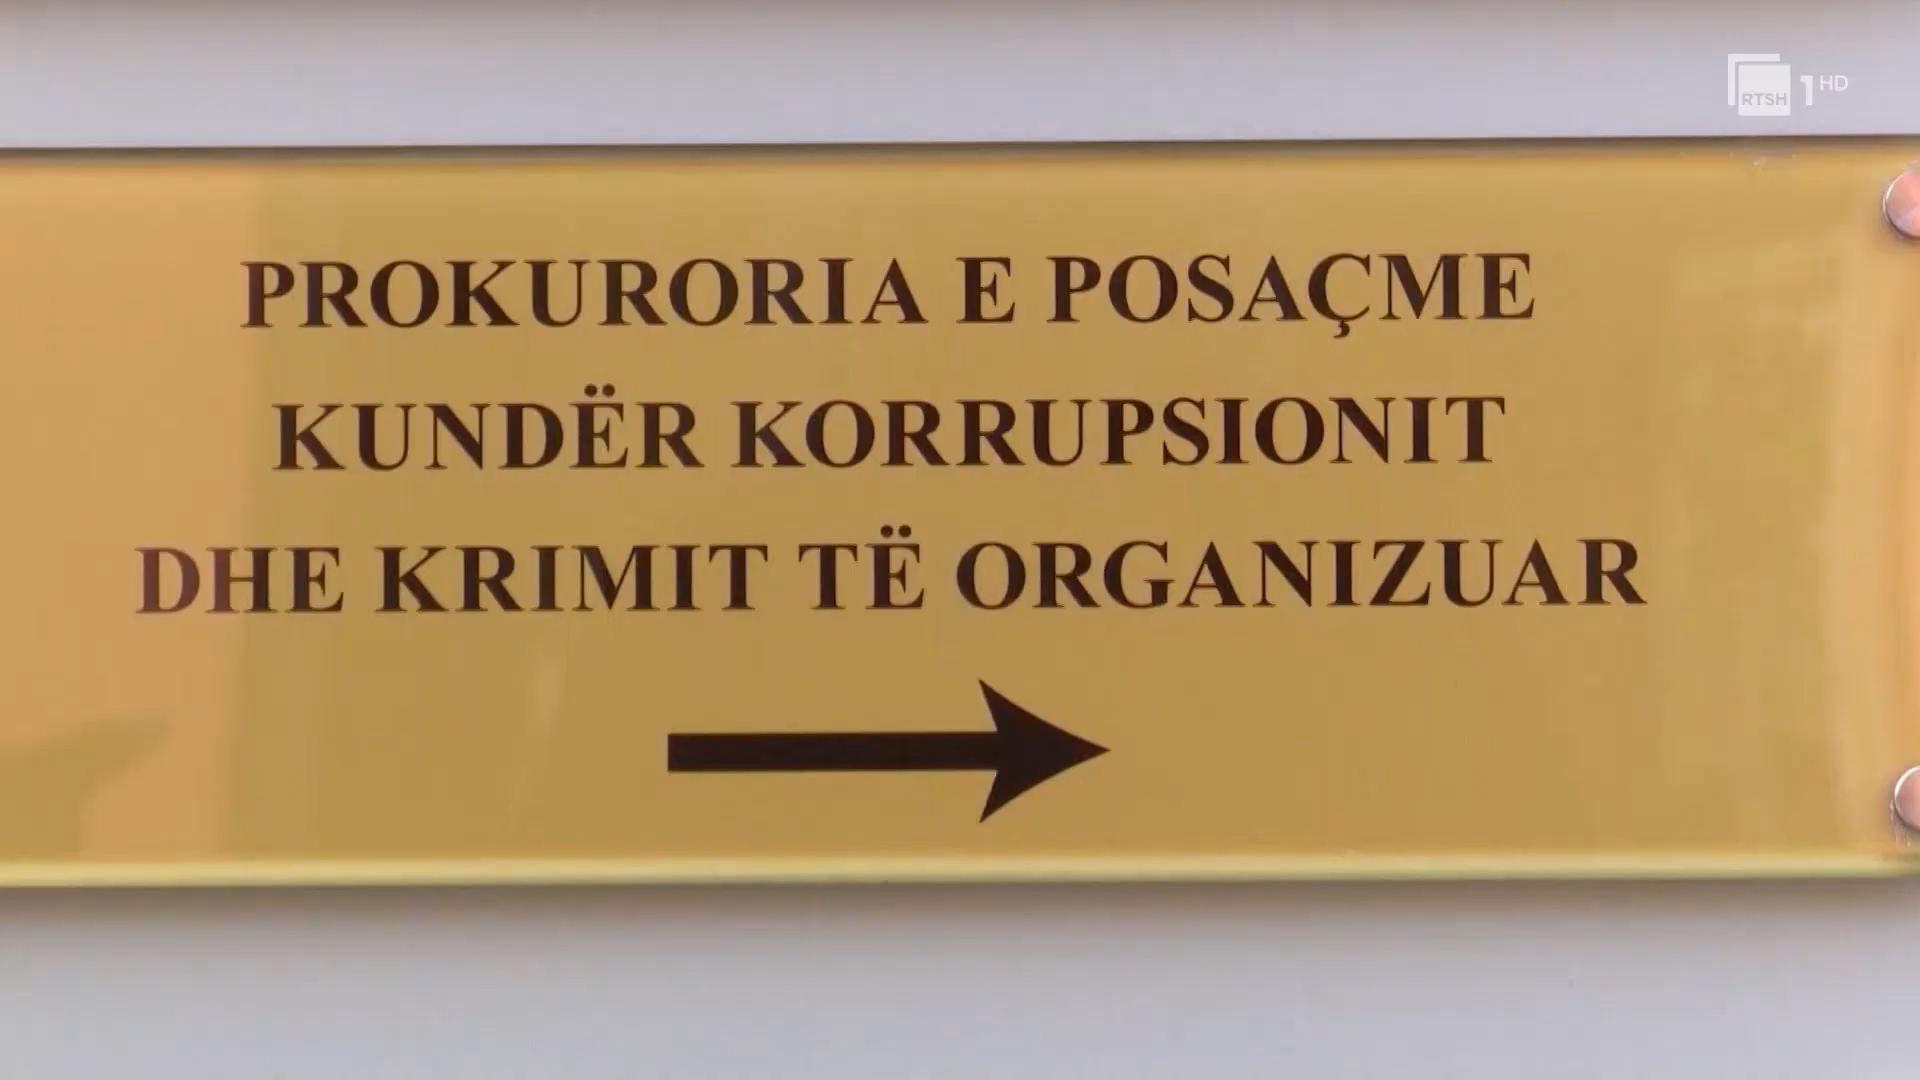 RTSH 1 HD
PROKURORIA E POSAÇME
KUNDËR KORRUPSIONIT
DHE KRIMIT TË ORGANIZUAR